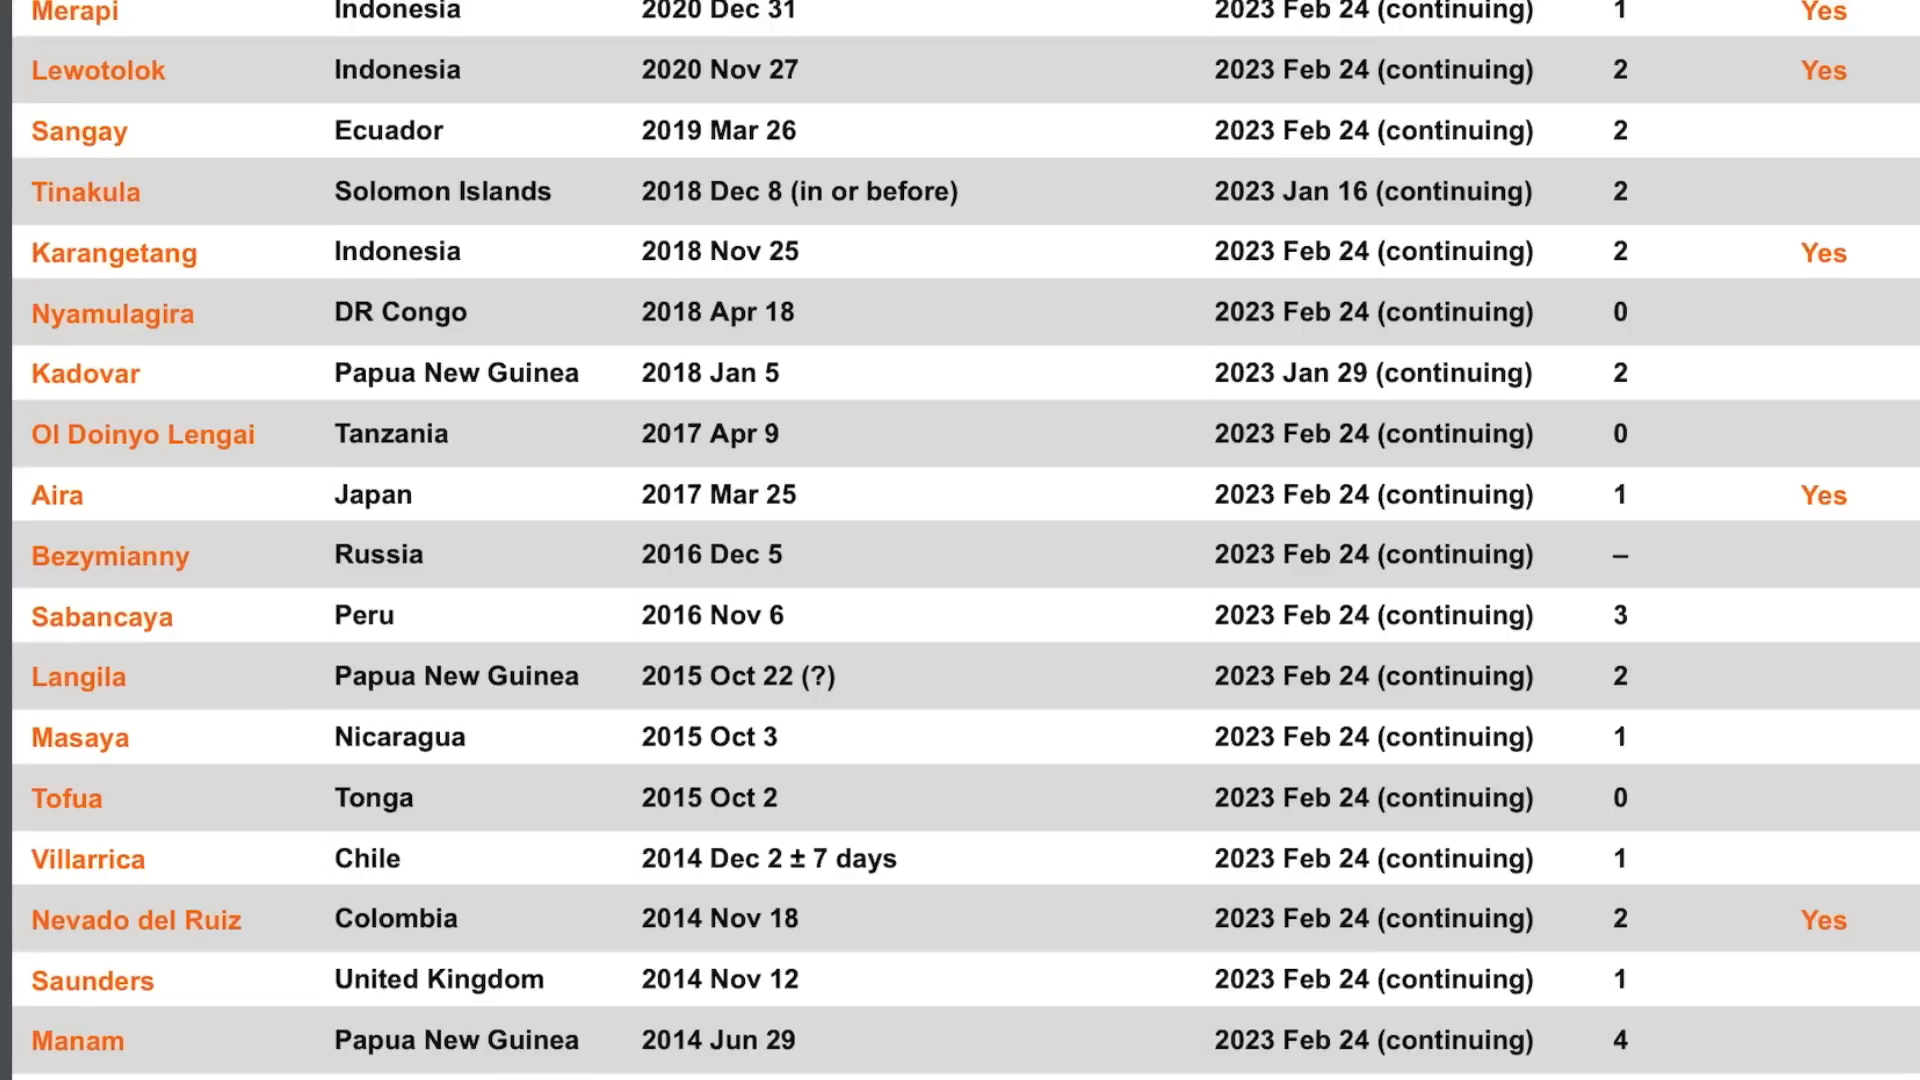 Merapi Indonesia 2020 Dec 31 2023 Feb 24 (continuing) 1 Yes
Lewotolok Indonesia 2020 Nov 27 2023 Feb 24 (continuing) 2 Yes
Sangay Ecuador 2019 Mar 26 2023 Feb 24 (continuing) 2
Tinakula Solomon Islands 2018 Dec 8 (in or before) 2023 Jan 16 (continuing) 2
Karangetang Indonesia 2018 Nov 25 2023 Feb 24 (continuing) 2 Yes
Nyamulagira DR Congo 2018 Apr 18 2023 Feb 24 (continuing) 0
Kadovar Papua New Guinea 2018 Jan 5 2023 Jan 29 (continuing) 2
Ol Doinyo Lengai Tanzania 2017 Apr 9 2023 Feb 24 (continuing) 0
Aira Japan 2017 Mar 25 2023 Feb 24 (continuing) 1 Yes
Bezymianny Russia 2016 Dec 5 2023 Feb 24 (continuing) –
Sabancaya Peru 2016 Nov 6 2023 Feb 24 (continuing) 3
Langila Papua New Guinea 2015 Oct 22 (?) 2023 Feb 24 (continuing) 2
Masaya Nicaragua 2015 Oct 3 2023 Feb 24 (continuing) 1
Tofua Tonga 2015 Oct 2 2023 Feb 24 (continuing) 0
Villarrica Chile 2014 Dec 2 ± 7 days 2023 Feb 24 (continuing) 1
Nevado del Ruiz Colombia 2014 Nov 18 2023 Feb 24 (continuing) 2 Yes
Saunders United Kingdom 2014 Nov 12 2023 Feb 24 (continuing) 1
Manam Papua New Guinea 2014 Jun 29 2023 Feb 24 (continuing) 4